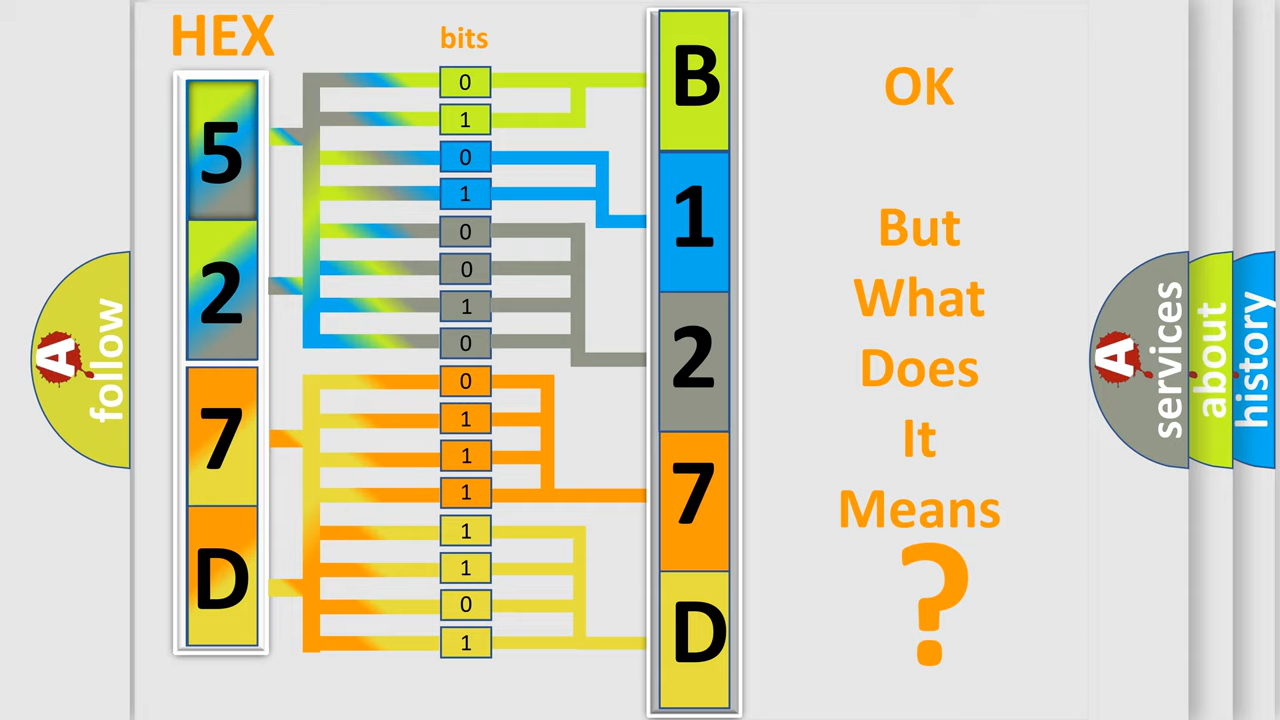 HEX
bits
5
2
7
D
0
1
0
1
0
0
1
0
0
1
1
1
1
1
0
1
B
1
2
7
D
OK
But
What
Does
It
Means
?
A
follow
A
services
about
history